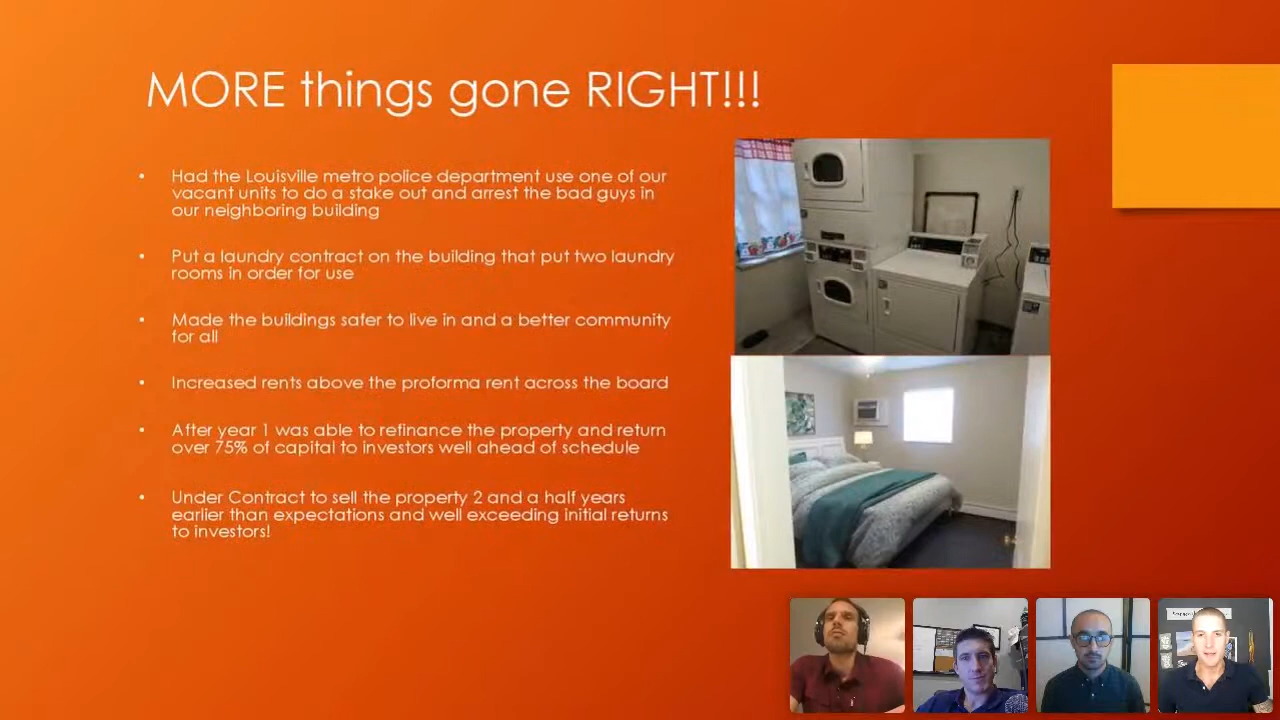 MORE things gone RIGHT!!!
• Had the Louisville metro police department use one of our
vacant units to do a stake out and arrest the bad guys in
our neighboring building
• Put a laundry contract on the building that put two laundry
rooms in order for use
• Made the buildings safer to live in and a better community
for all
• Increased rents above the proforma rent across the board
• After year 1 was able to refinance the property and return
over 75% of capital to investors well ahead of schedule
• Under Contract to sell the property 2 and a half years
earlier than expectations and well exceeding initial returns
to investors!